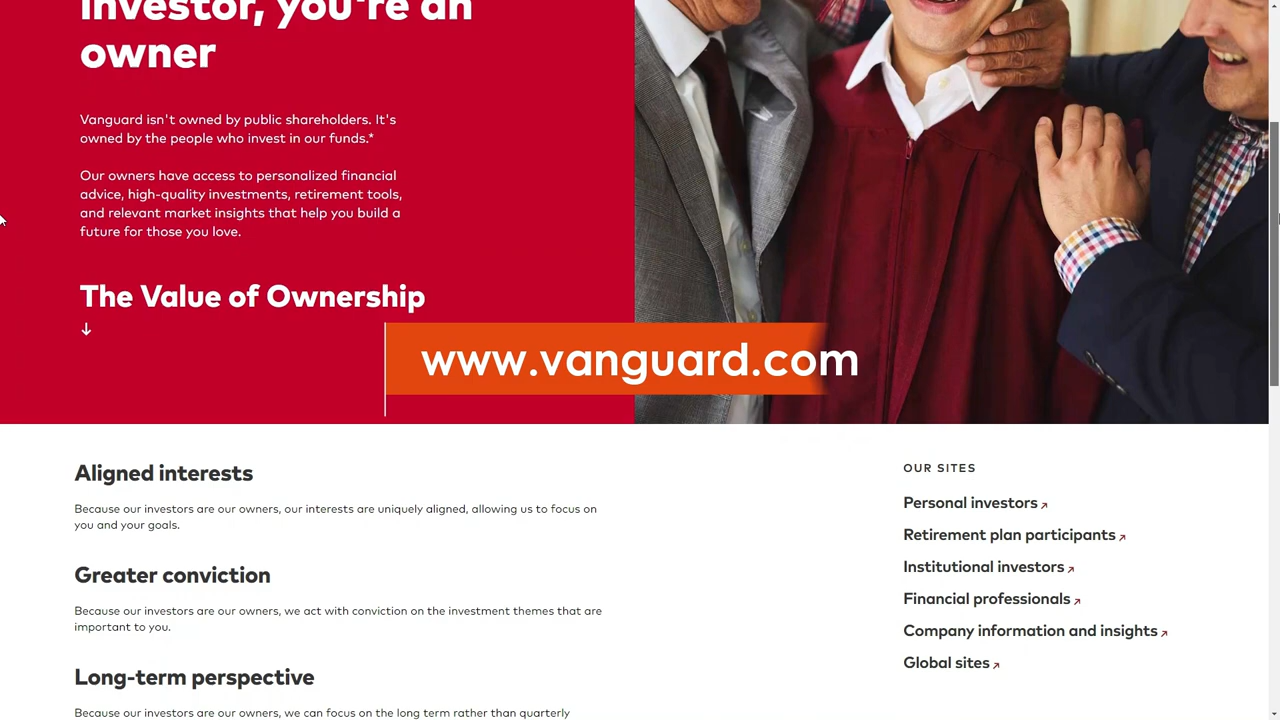 investor, you're an
owner
Vanguard isn't owned by public shareholders. It's
owned by the people who invest in our funds.*
Our owners have access to personalized financial
advice, high-quality investments, retirement tools,
and relevant market insights that help you build a
future for those you love.
The Value of Ownership
↓
www.vanguard.com
Aligned interests
Because our investors are our owners, our interests are uniquely aligned, allowing us to focus on
you and your goals.
Greater conviction
Because our investors are our owners, we act with conviction on the investment themes that are
important to you.
Long-term perspective
Because our investors are our owners, we can focus on the long term rather than quarterly
OUR SITES
Personal investors
Retirement plan participants
Institutional investors
Financial professionals
Company information and insights
Global sites